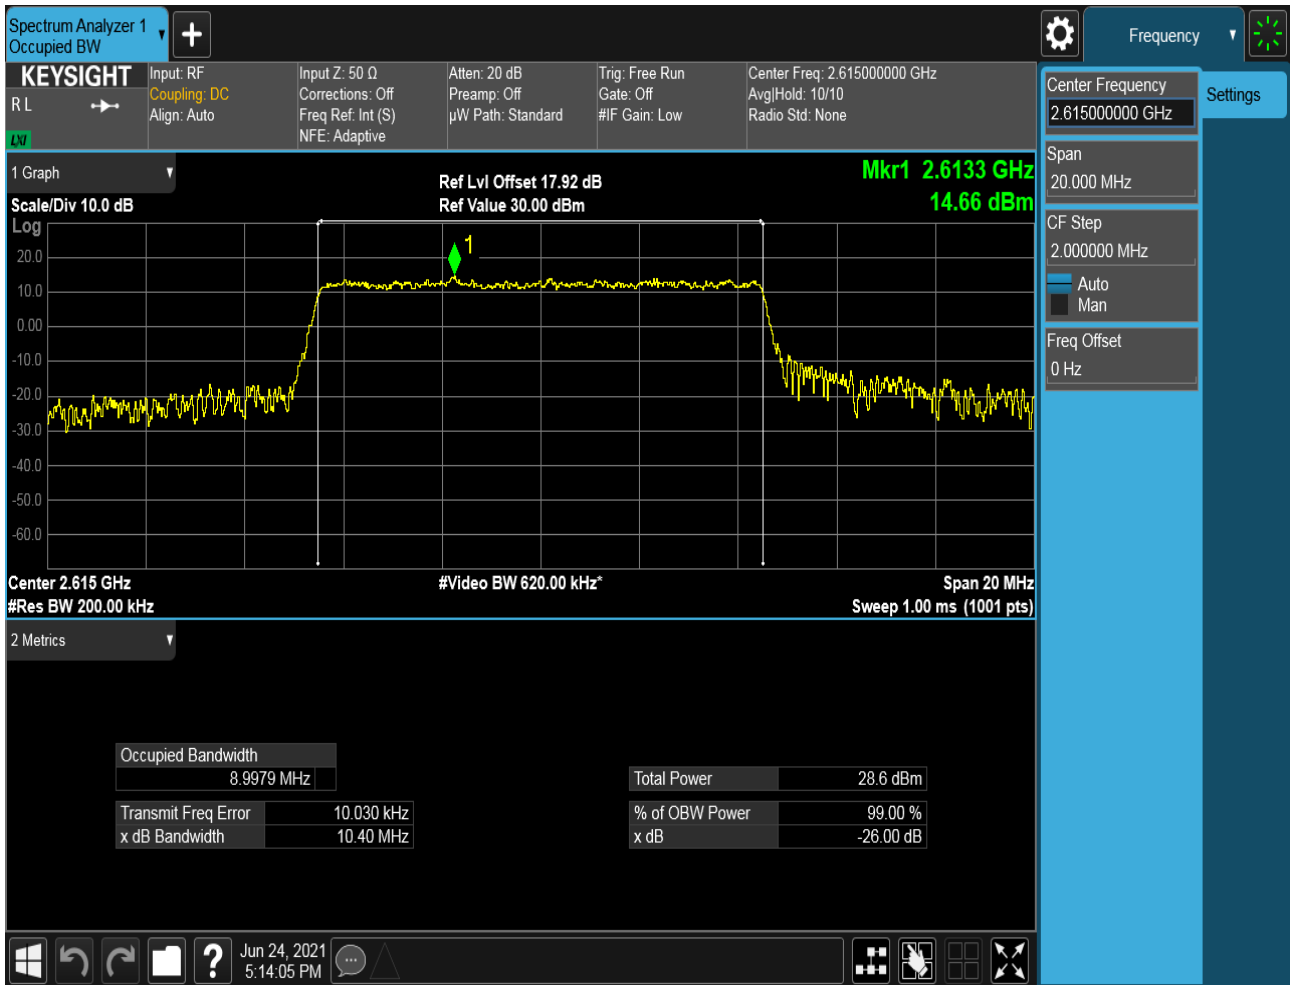 Spectrum Analyzer 1
Occupied BW
Frequency
KEYSIGHT
R L
LXI
Input: RF
Coupling: DC
Align: Auto
Input Z: 50 Ω
Corrections: Off
Freq Ref: Int (S)
NFE: Adaptive
Atten: 20 dB
Preamp: Off
µW Path: Standard
Trig: Free Run
Gate: Off
#IF Gain: Low
Center Freq: 2.615000000 GHz
Avg|Hold: 10/10
Radio Std: None
Center Frequency
2.615000000 GHz
Settings
Span
20.000 MHz
CF Step
2.000000 MHz
Auto
Man
Freq Offset
0 Hz
1 Graph
Scale/Div 10.0 dB
Log
Ref Lvl Offset 17.92 dB
Ref Value 30.00 dBm
Mkr1 2.6133 GHz
14.66 dBm
1
20.0
10.0
0.00
-10.0
-20.0
-30.0
-40.0
-50.0
-60.0
Center 2.615 GHz
#Res BW 200.00 kHz
#Video BW 620.00 kHz*
Span 20 MHz
Sweep 1.00 ms (1001 pts)
2 Metrics
Occupied Bandwidth
8.9979 MHz
Transmit Freq Error 10.030 kHz
x dB Bandwidth 10.40 MHz
Total Power 28.6 dBm
% of OBW Power 99.00 %
x dB -26.00 dB
Jun 24, 2021
5:14:05 PM